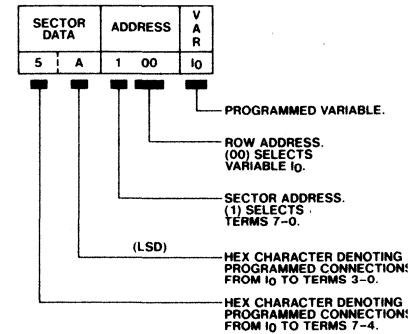 SECTOR DATA
ADDRESS
VAR
5 A 1 00 I0
PROGRAMMED VARIABLE.
ROW ADDRESS.
(00) SELECTS
VARIABLE I0.
SECTOR ADDRESS.
(1) SELECTS
TERMS 7-0.
(LSD)
HEX CHARACTER DENOTING
PROGRAMMED CONNECTIONS
FROM I0 TO TERMS 3-0.
HEX CHARACTER DENOTING
PROGRAMMED CONNECTIONS
FROM I0 TO TERMS 7-4.